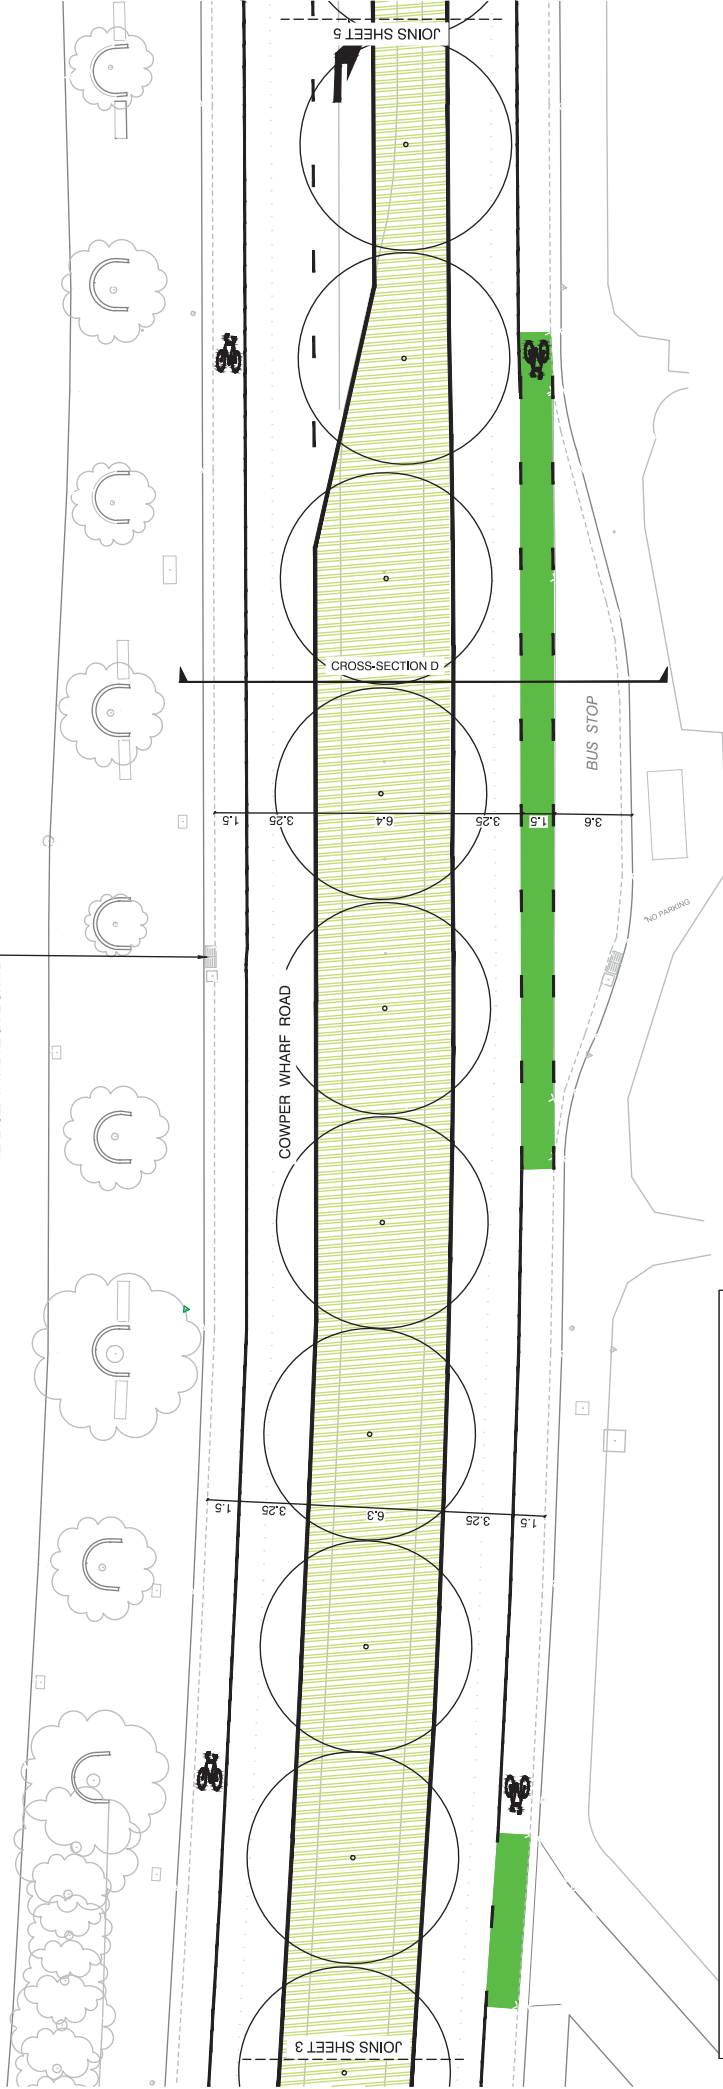 JOINS SHEET 5
CROSS-SECTION D
BUS STOP
1.5
3.25
6.4
3.25
1.5
3.6
NO PARKING
COWPER WHARF ROAD
1.5
3.25
6.3
3.25
1.5
JOINS SHEET 3